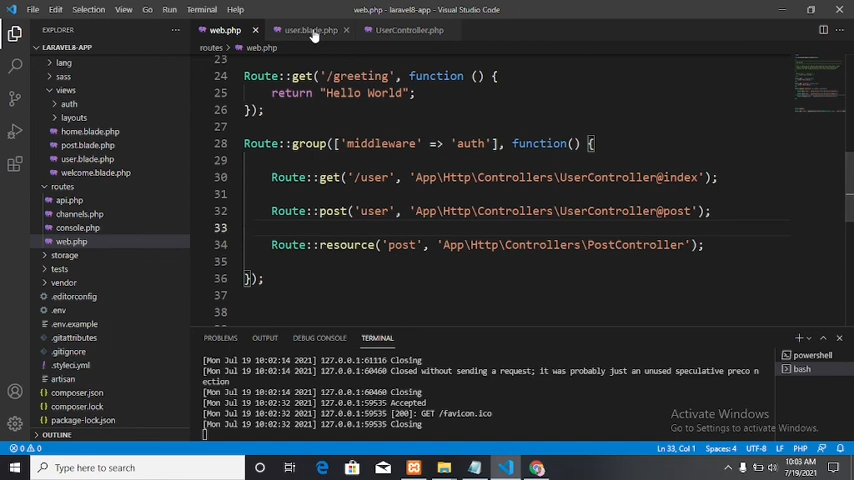 File Edit Selection View Go Run Terminal Help
web.php - laravel8-app - Visual Studio Code
EXPLORER
web.php
user.blade.php
UserController.php
LARAVEL8-APP
routes > web.php
lang
sass
views
auth
layouts
home.blade.php
post.blade.php
user.blade.php
welcome.blade.php
routes
api.php
channels.php
console.php
web.php
storage
tests
vendor
.editorconfig
.env
.env.example
.gitattributes
.gitignore
.styleci.yml
artisan
composer.json
composer.lock
package-lock.json
OUTLINE
23
24 Route::get('/greeting', function () {
25 return "Hello World";
26 });
27
28 Route::group(['middleware' => 'auth'], function() {
29
30 Route::get('/user', 'App\Http\Controllers\UserController@index');
31
32 Route::post('user', 'App\Http\Controllers\UserController@post');
33
34 Route::resource('post', 'App\Http\Controllers\PostController');
35
36 });
37
38
PROBLEMS OUTPUT DEBUG CONSOLE TERMINAL
[Mon Jul 19 10:02:14 2021] 127.0.0.1:61116 Closing
[Mon Jul 19 10:02:14 2021] 127.0.0.1:60460 Closed without sending a request; it was probably just an unused speculative preco n
ection
[Mon Jul 19 10:02:14 2021] 127.0.0.1:60460 Closing
[Mon Jul 19 10:02:32 2021] 127.0.0.1:59535 Accepted
[Mon Jul 19 10:02:32 2021] 127.0.0.1:59535 [200]: GET /favicon.ico
[Mon Jul 19 10:02:32 2021] 127.0.0.1:59535 Closing
powershell
bash
Activate Windows
Go to Settings to activate Windows.
0 0
Ln 33, Col 1 Spaces: 4 UTF-8 LF PHP
Type here to search
10:03 AM
7/19/2021